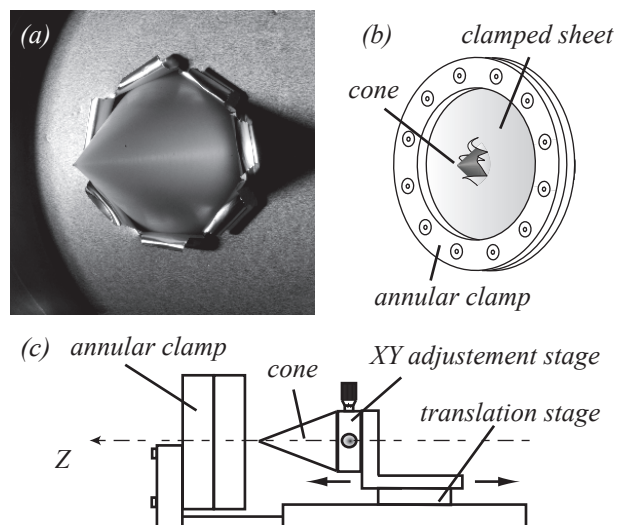 (a)
(b)
clamped sheet
cone
annular clamp
(c)
annular clamp
cone
XY adjustement stage
translation stage
Z